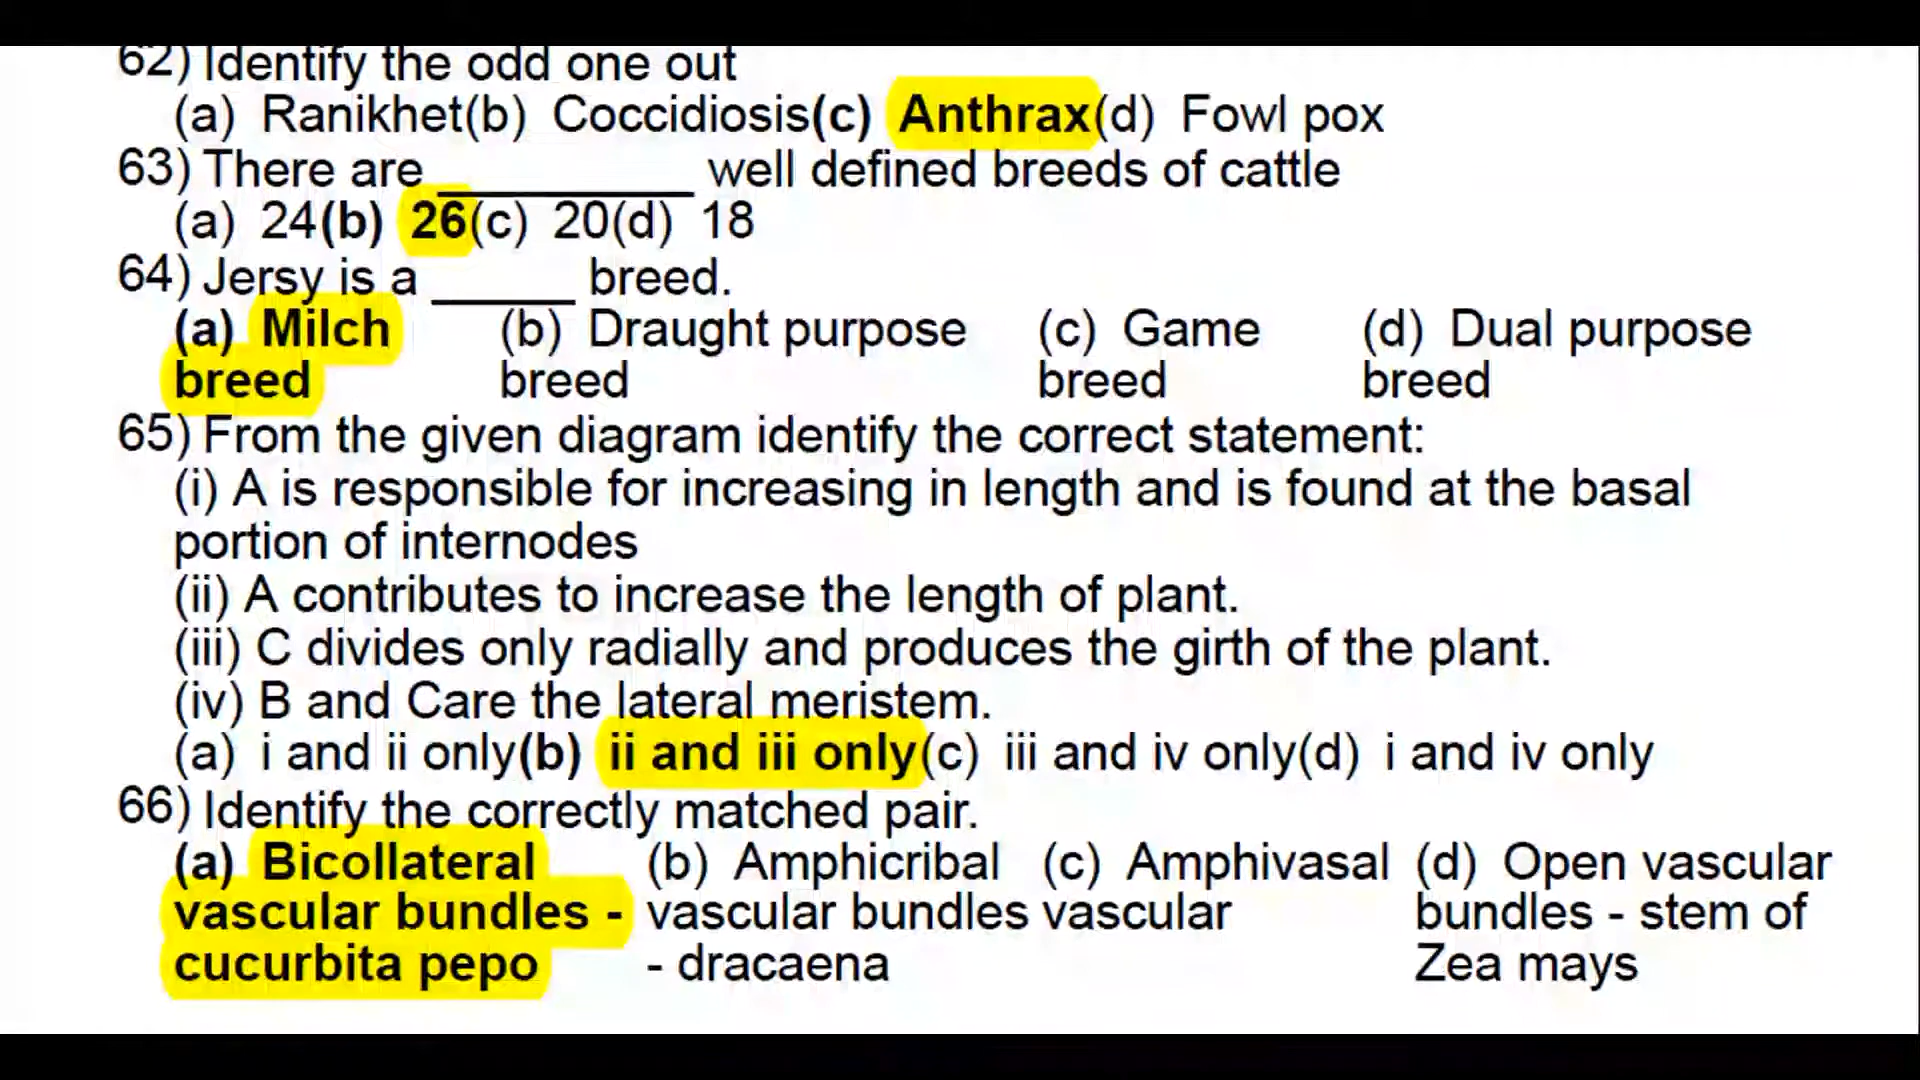 62) Identify the odd one out
(a) Ranikhet(b) Coccidiosis(c) Anthrax(d) Fowl pox
63) There are __________ well defined breeds of cattle
(a) 24(b) 26(c) 20(d) 18
64) Jersy is a ______ breed.
(a) Milch (b) Draught purpose (c) Game (d) Dual purpose
breed breed breed breed
65) From the given diagram identify the correct statement:
(i) A is responsible for increasing in length and is found at the basal
portion of internodes
(ii) A contributes to increase the length of plant.
(iii) C divides only radially and produces the girth of the plant.
(iv) B and Care the lateral meristem.
(a) i and ii only(b) ii and iii only(c) iii and iv only(d) i and iv only
66) Identify the correctly matched pair.
(a) Bicollateral (b) Amphicribal (c) Amphivasal (d) Open vascular
vascular bundles - vascular bundles vascular bundles - stem of
cucurbita pepo - dracaena Zea mays